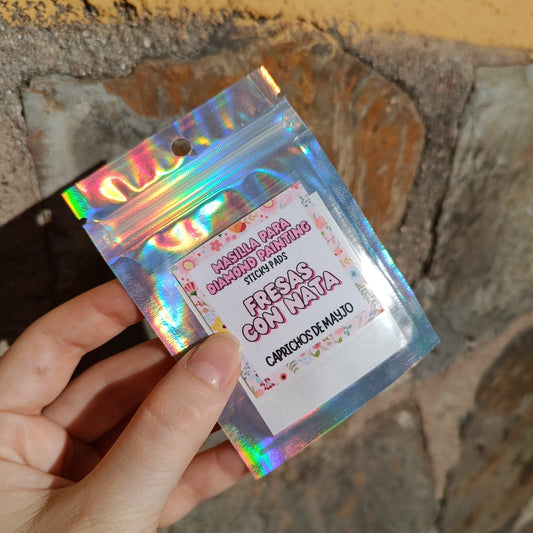 MASILLA PARA
DIAMOND PAINTING
STICKY PADS
FRESAS
CON NATA
CAPRICHOS DE MAYJO